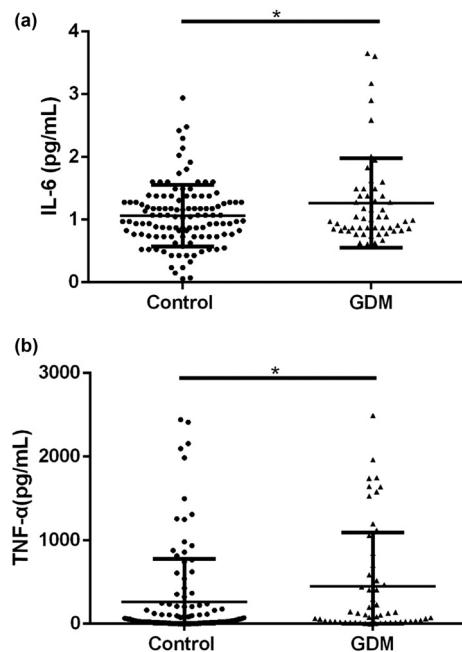 (a)
*
IL-6 (pg/mL)
4
3
2
1
0
Control GDM
(b)
*
TNF-α(pg/mL)
3000
2000
1000
0
Control GDM